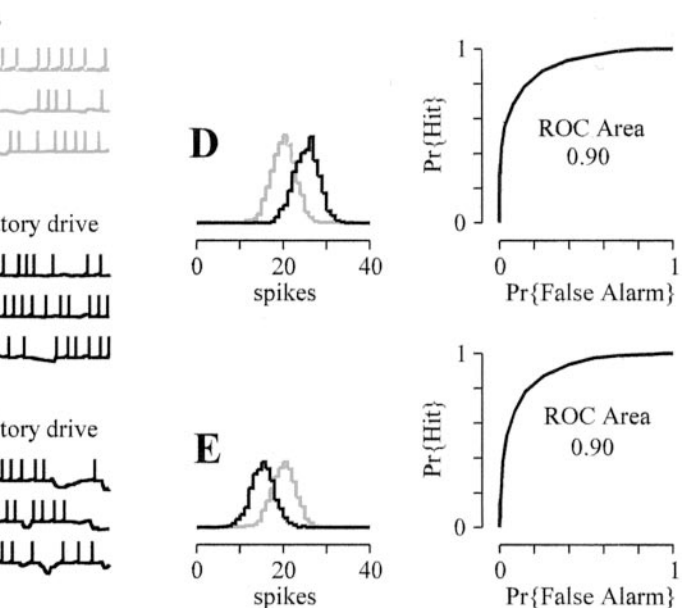 tory drive
tory drive
D
0 20 40
spikes
Pr{Hit}
1
0
ROC Area
0.90
0 1
Pr{False Alarm}
E
0 20 40
spikes
Pr{Hit}
1
0
ROC Area
0.90
0 1
Pr{False Alarm}